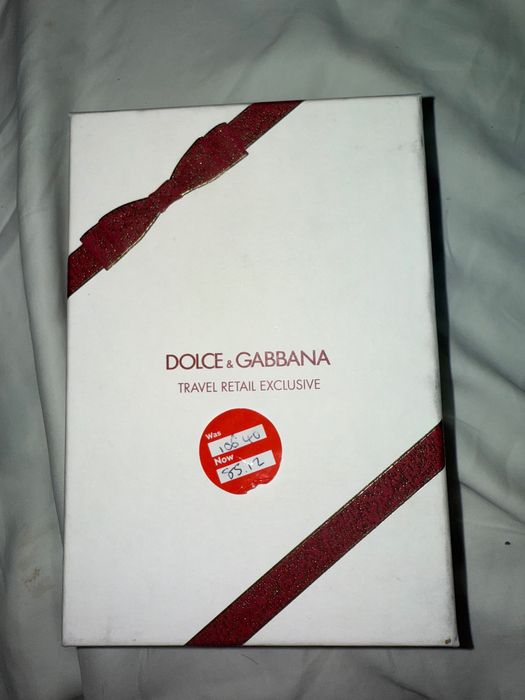 DOLCE & GABBANA
TRAVEL RETAIL EXCLUSIVE
Was
106.40
Now
85.12